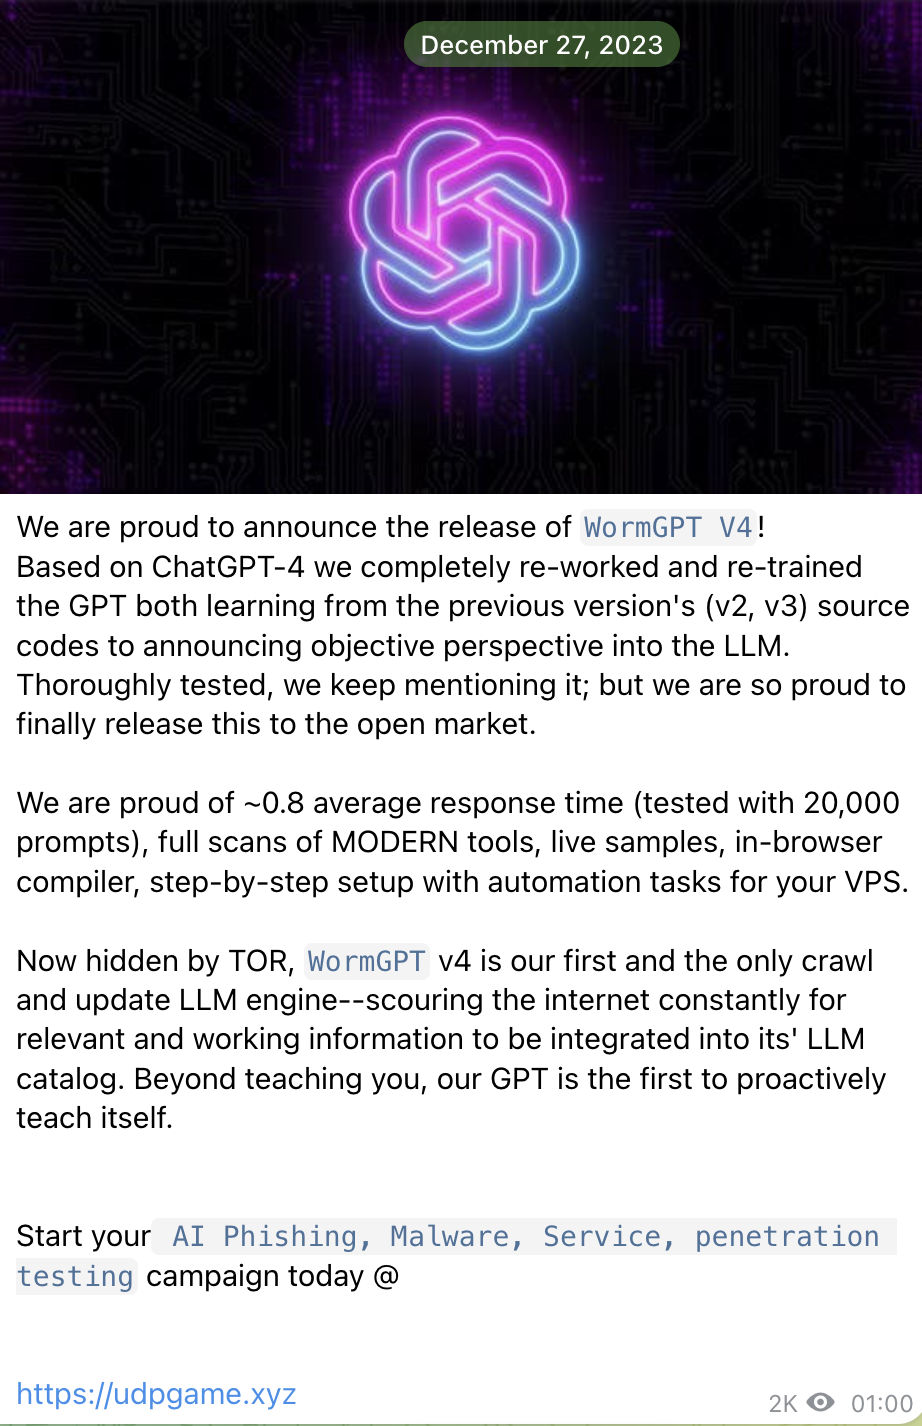 December 27, 2023
We are proud to announce the release of WormGPT V4!
Based on ChatGPT-4 we completely re-worked and re-trained
the GPT both learning from the previous version's (v2, v3) source
codes to announcing objective perspective into the LLM.
Thoroughly tested, we keep mentioning it; but we are so proud to
finally release this to the open market.
We are proud of ~0.8 average response time (tested with 20,000
prompts), full scans of MODERN tools, live samples, in-browser
compiler, step-by-step setup with automation tasks for your VPS.
Now hidden by TOR, WormGPT v4 is our first and the only crawl
and update LLM engine--scouring the internet constantly for
relevant and working information to be integrated into its' LLM
catalog. Beyond teaching you, our GPT is the first to proactively
teach itself.
Start your AI Phishing, Malware, Service, penetration
testing campaign today @
https://udpgame.xyz
2K 01:00